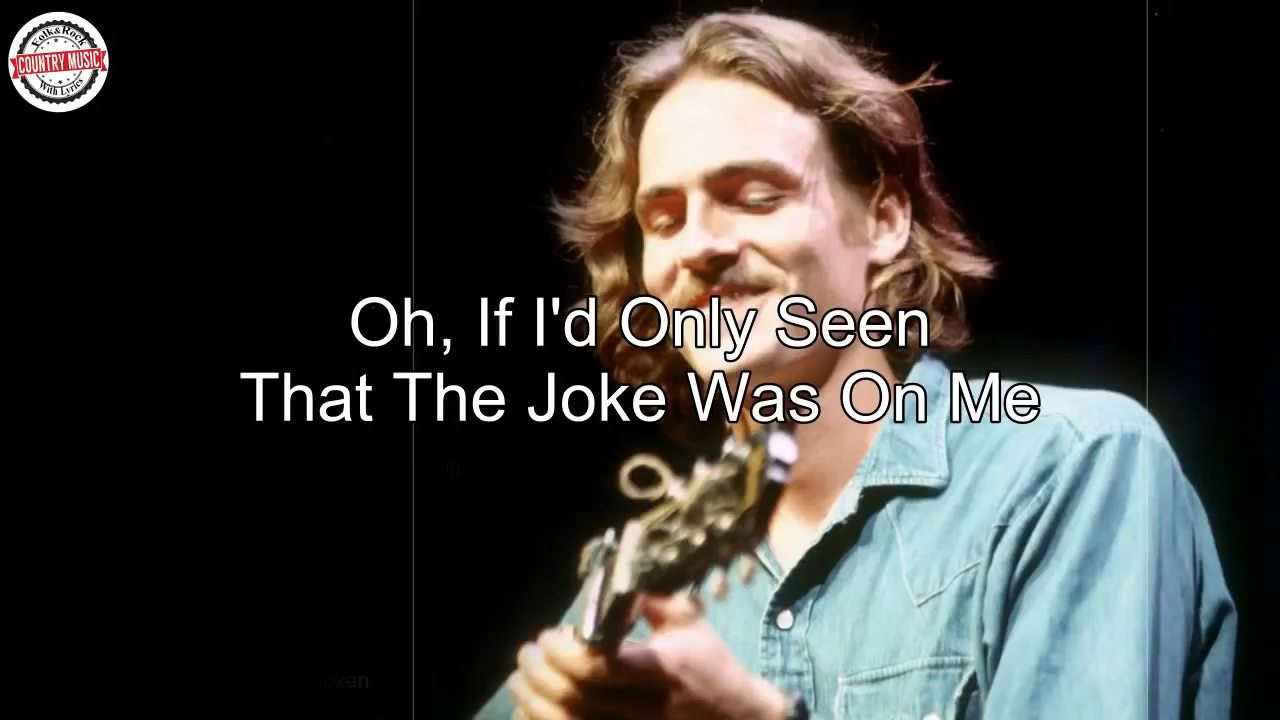 Folk&Rock
COUNTRY MUSIC
With Lyrics
Oh, If I'd Only Seen
That The Joke Was On Me